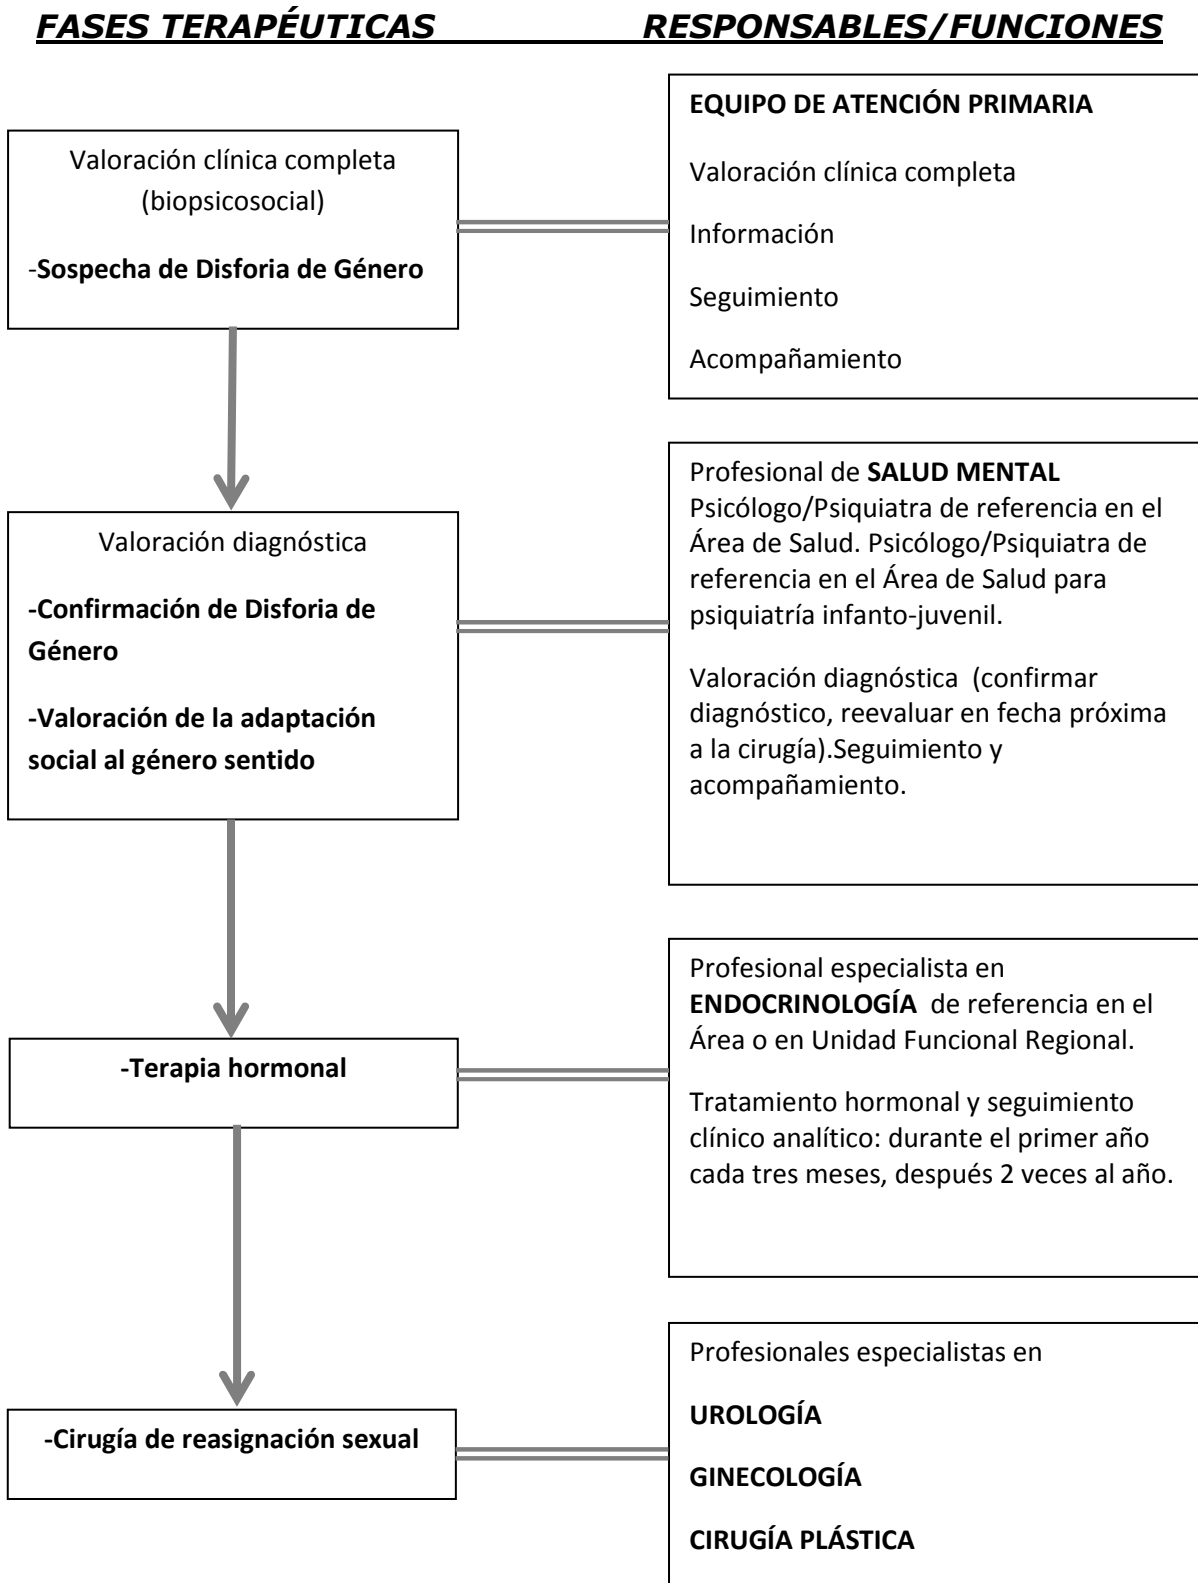 FASES TERAPÉUTICAS RESPONSABLES/FUNCIONES
Valoración clínica completa
(biopsicosocial)
-Sospecha de Disforia de Género
EQUIPO DE ATENCIÓN PRIMARIA
Valoración clínica completa
Información
Seguimiento
Acompañamiento
Valoración diagnóstica
-Confirmación de Disforia de
Género
-Valoración de la adaptación
social al género sentido
Profesional de SALUD MENTAL
Psicólogo/Psiquiatra de referencia en el
Área de Salud. Psicólogo/Psiquiatra de
referencia en el Área de Salud para
psiquiatría infanto-juvenil.
Valoración diagnóstica (confirmar
diagnóstico, reevaluar en fecha próxima
a la cirugía).Seguimiento y
acompañamiento.
-Terapia hormonal
Profesional especialista en
ENDOCRINOLOGÍA de referencia en el
Área o en Unidad Funcional Regional.
Tratamiento hormonal y seguimiento
clínico analítico: durante el primer año
cada tres meses, después 2 veces al año.
-Cirugía de reasignación sexual
Profesionales especialistas en
UROLOGÍA
GINECOLOGÍA
CIRUGÍA PLÁSTICA